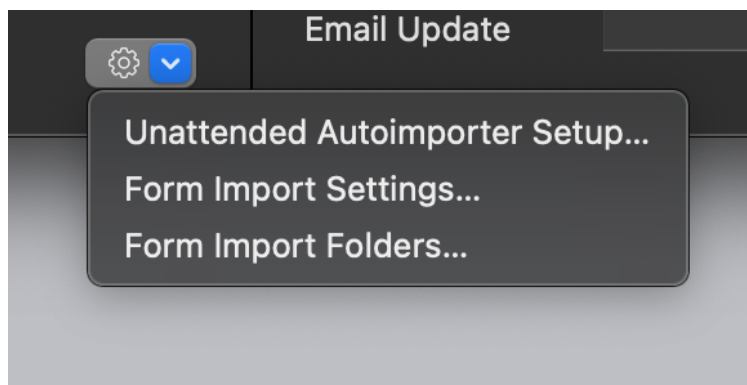 Email Update
Unattended Autoimporter Setup...
Form Import Settings...
Form Import Folders...